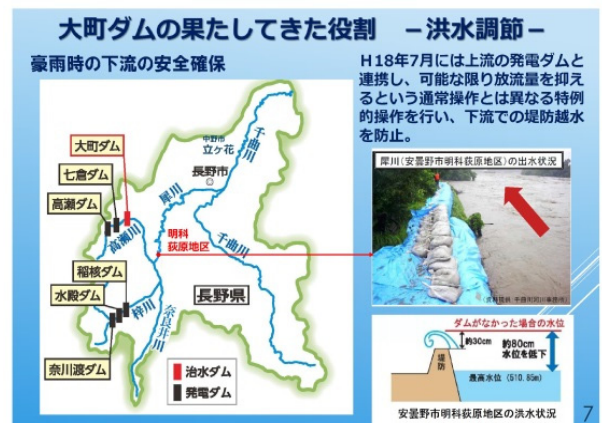 大町ダムの果たしてきた役割　－洪水調節－
豪雨時の下流の安全確保
H18年7月には上流の発電ダムと
連携し、可能な限り放流量を抑え
るという通常操作とは異なる特例
的操作を行い、下流での堤防越水
を防止。
大町ダム
七倉ダム
高瀬ダム
稲核ダム
水殿ダム
奈川渡ダム
中野市
立ケ花
長野市
千曲川
犀川
高瀬川
明科
荻原地区
千曲川
梓川
奈良井川
長野県
治水ダム
発電ダム
犀川(安曇野市明科荻原地区)の出水状況
ダムがなかった場合の水位
約30cm
約80cm
水位を低下
堤防
最高水位 (510.85m)
安曇野市明科荻原地区の洪水状況
7